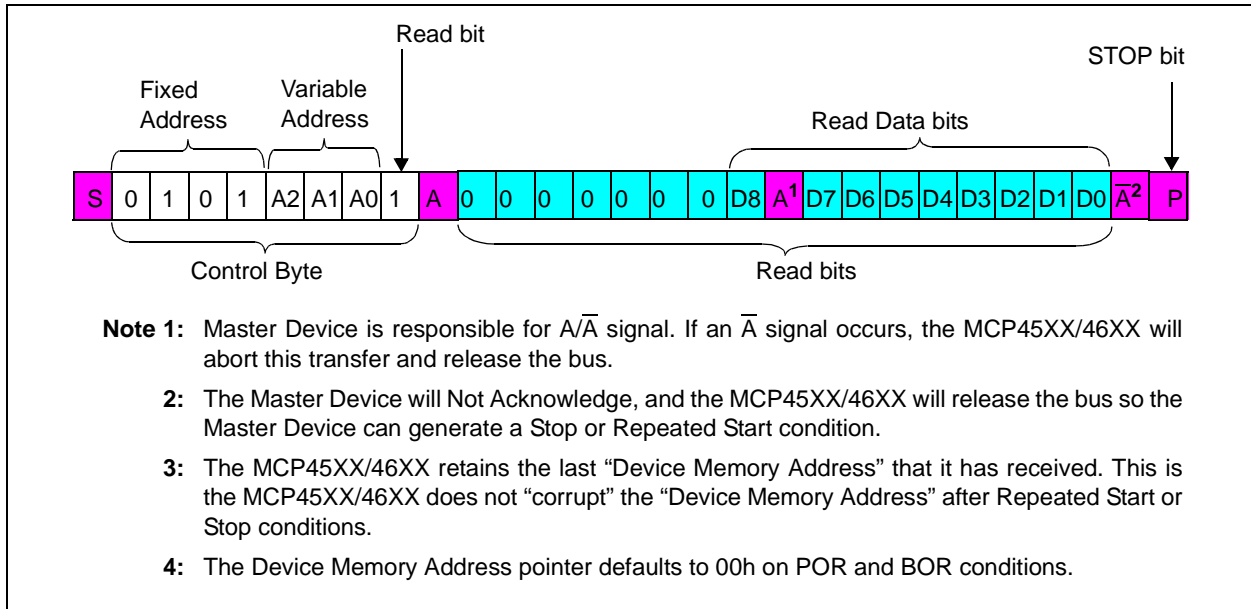 Read bit
STOP bit
Fixed Address
Variable Address
Read Data bits
S 0 1 0 1 A2 A1 A0 1 A 0 0 0 0 0 0 0 D8 A¹ D7 D6 D5 D4 D3 D2 D1 D0 A̅² P
Control Byte
Read bits
Note 1: Master Device is responsible for A/A̅ signal. If an A̅ signal occurs, the MCP45XX/46XX will
abort this transfer and release the bus.
2: The Master Device will Not Acknowledge, and the MCP45XX/46XX will release the bus so the
Master Device can generate a Stop or Repeated Start condition.
3: The MCP45XX/46XX retains the last “Device Memory Address” that it has received. This is
the MCP45XX/46XX does not “corrupt” the “Device Memory Address” after Repeated Start or
Stop conditions.
4: The Device Memory Address pointer defaults to 00h on POR and BOR conditions.